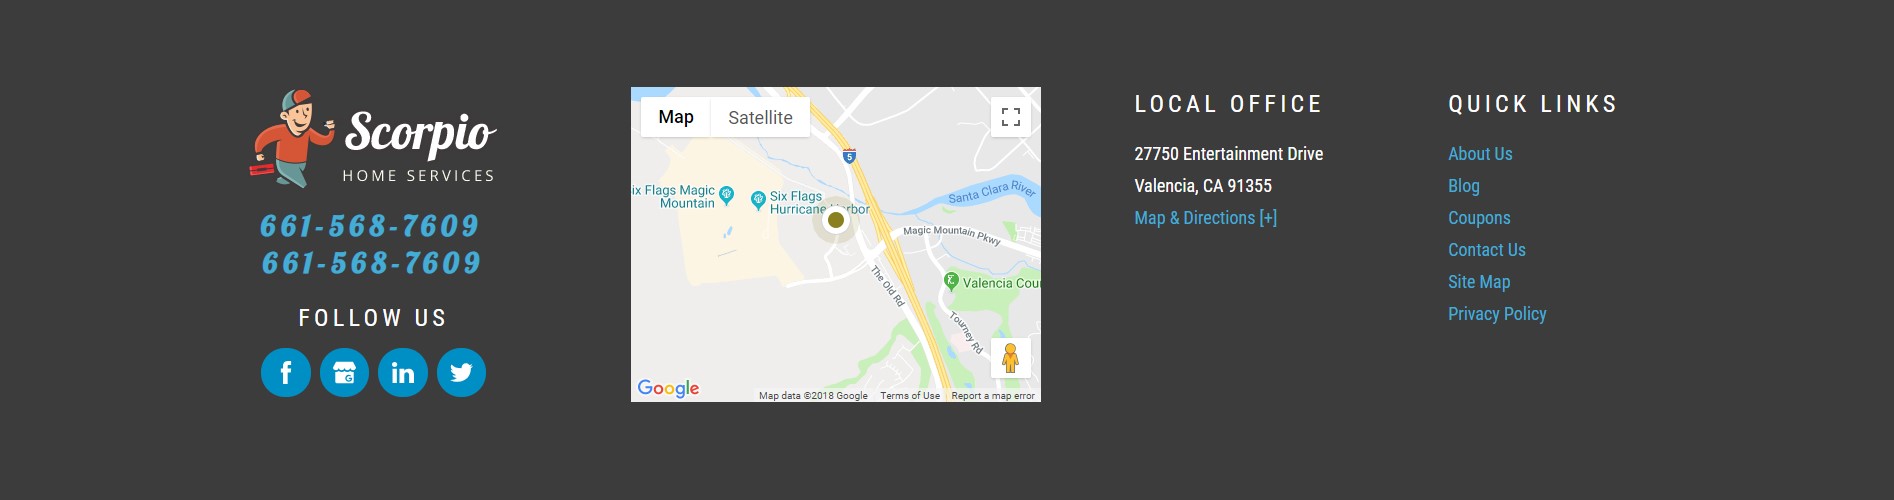 Scorpio
HOME SERVICES
661-568-7609
661-568-7609
FOLLOW US
f
G
in
Map
Satellite
5
ix Flags Magic
Mountain
Six Flags
Hurricane Harbor
Santa Clara River
Magic Mountain Pkwy
The Old Rd
Valencia Cou
Tourney Rd
Google
Map data ©2018 Google
Terms of Use
Report a map error
LOCAL OFFICE
27750 Entertainment Drive
Valencia, CA 91355
Map & Directions [+]
QUICK LINKS
About Us
Blog
Coupons
Contact Us
Site Map
Privacy Policy